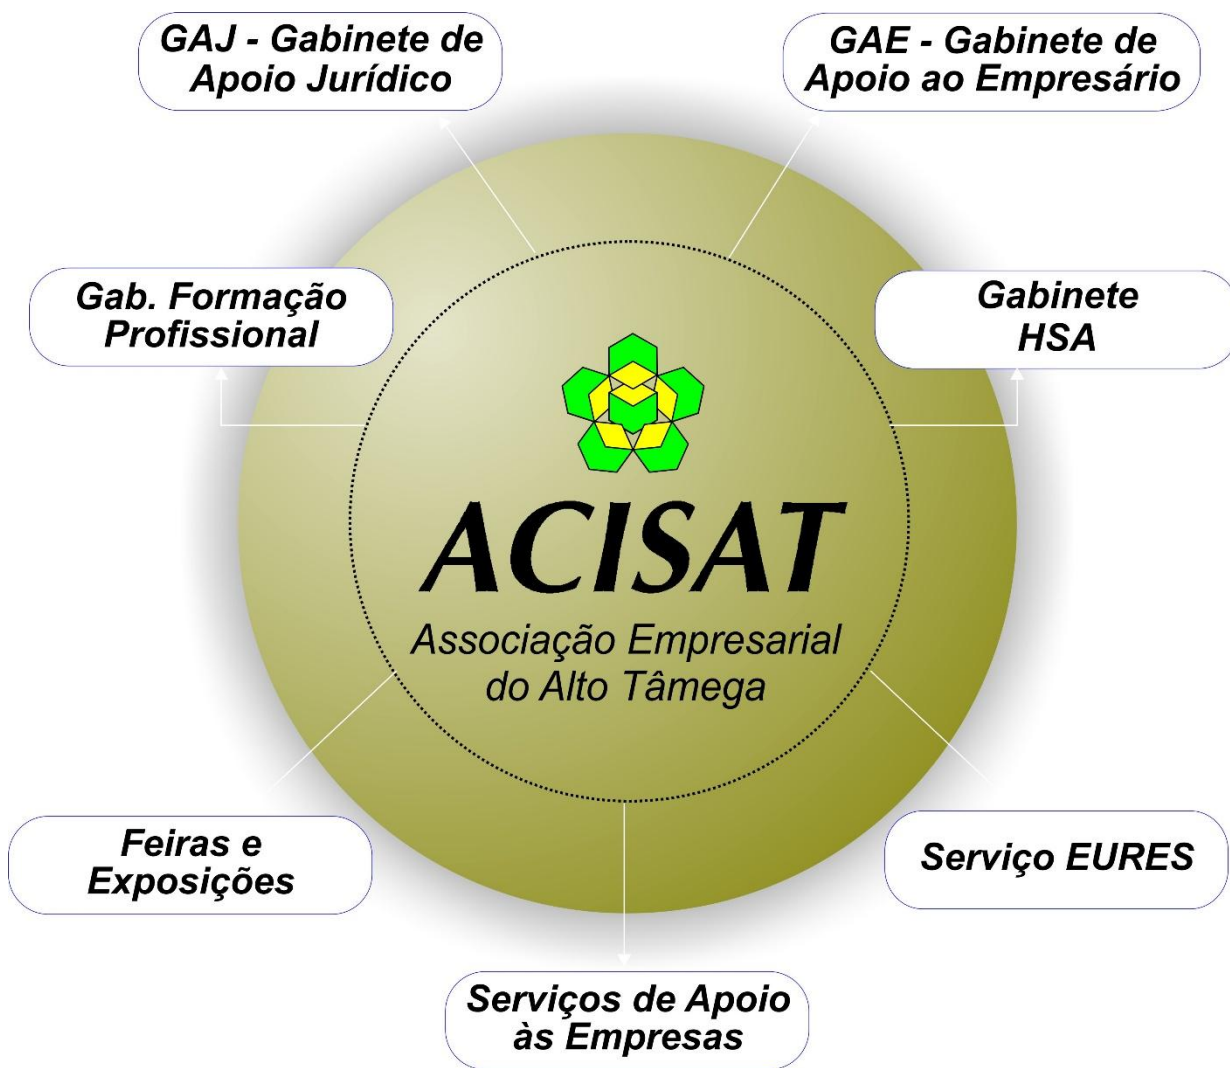 GAJ - Gabinete de
Apoio Jurídico
GAE - Gabinete de
Apoio ao Empresário
Gab. Formação
Profissional
Gabinete
HSA
ACISAT
Associação Empresarial
do Alto Tâmega
Feiras e
Exposições
Serviço EURES
Serviços de Apoio
às Empresas